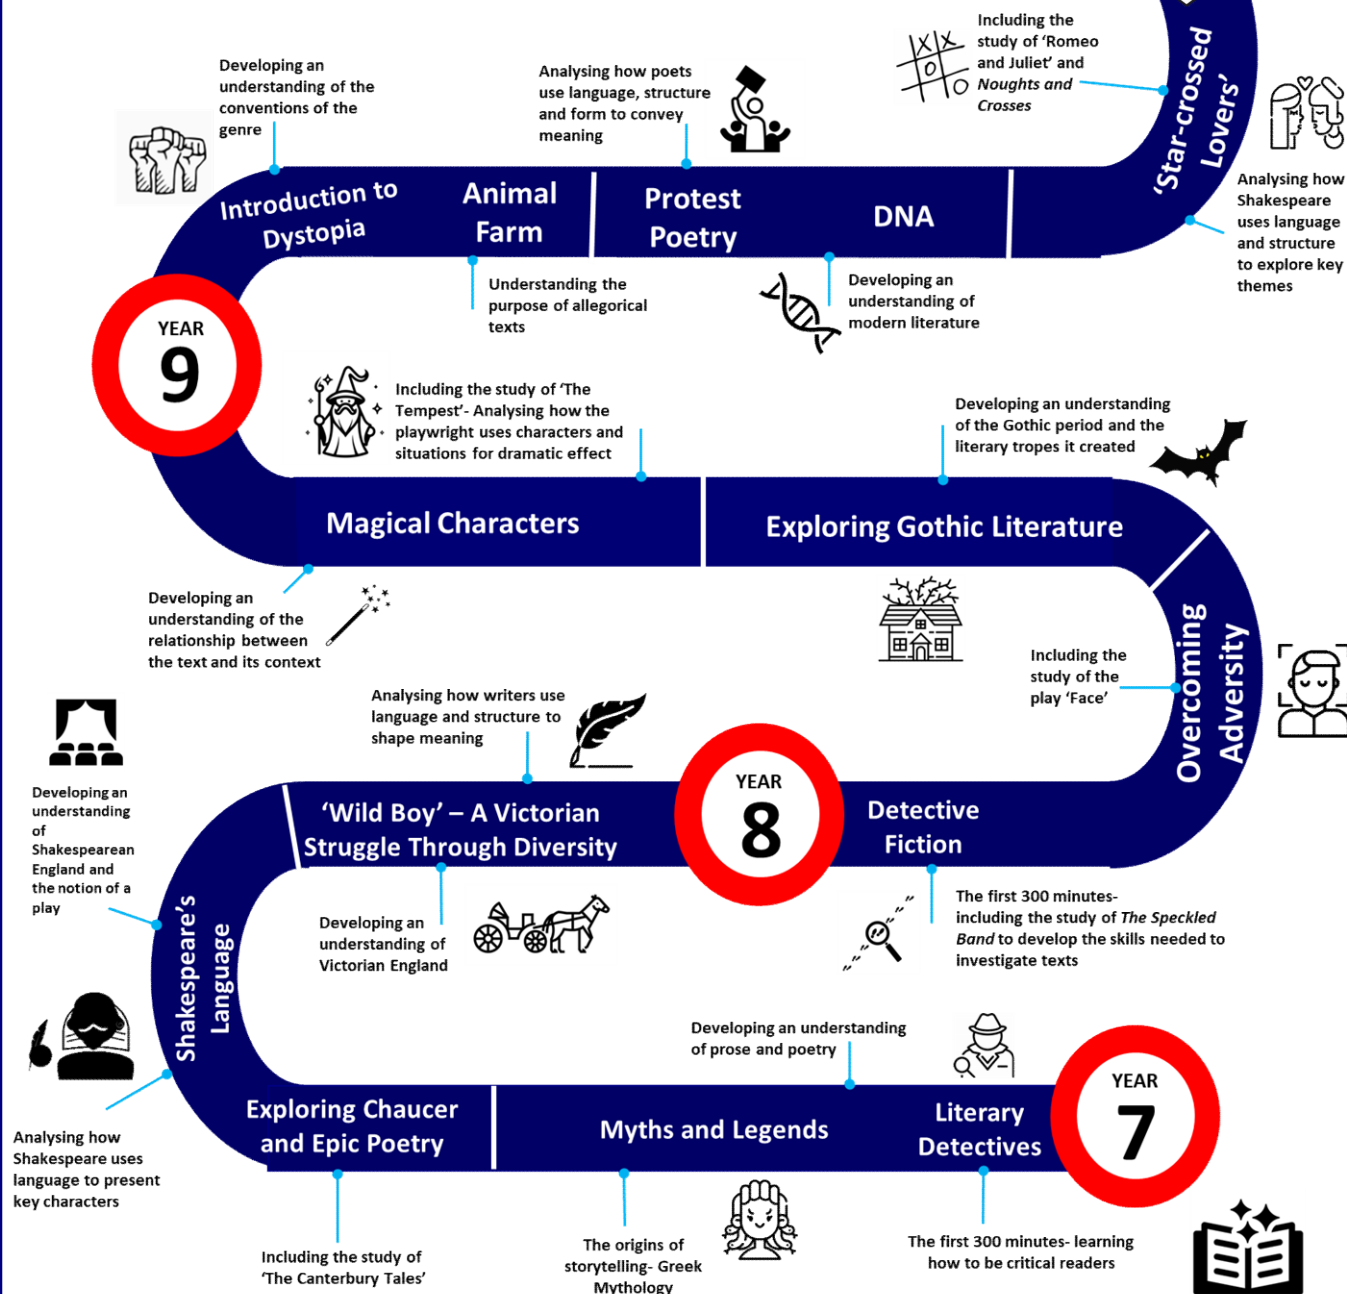 Including the
study of ‘Romeo
and Juliet’ and
Noughts and
Crosses
‘Star-crossed
Lovers’
Analysing how
Shakespeare
uses language
and structure
to explore key
themes
Developing an
understanding of the
conventions of the
genre
Analysing how poets
use language, structure
and form to convey
meaning
Introduction to
Dystopia
Animal
Farm
Protest
Poetry
DNA
Understanding the
purpose of allegorical
texts
Developing an
understanding of
modern literature
YEAR
9
Including the study of ‘The
Tempest’- Analysing how the
playwright uses characters and
situations for dramatic effect
Developing an understanding
of the Gothic period and the
literary tropes it created
Magical Characters
Exploring Gothic Literature
Developing an
understanding of the
relationship between
the text and its context
Including the
study of the
play ‘Face’
Overcoming
Adversity
Analysing how writers use
language and structure to
shape meaning
‘Wild Boy’ – A Victorian
Struggle Through Diversity
YEAR
8
Detective
Fiction
Developing an
understanding
of
Shakespearean
England and
the notion of a
play
Developing an
understanding of
Victorian England
The first 300 minutes-
including the study of The Speckled
Band to develop the skills needed to
investigate texts
Shakespeare’s
Language
Analysing how
Shakespeare uses
language to present
key characters
Developing an understanding
of prose and poetry
Exploring Chaucer
and Epic Poetry
Myths and Legends
Literary
Detectives
YEAR
7
Including the study of
‘The Canterbury Tales’
The origins of
storytelling- Greek
Mythology
The first 300 minutes- learning
how to be critical readers